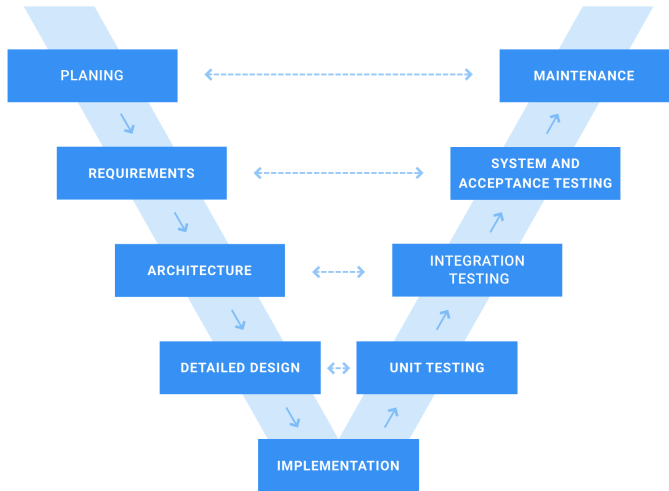 PLANING
MAINTENANCE
REQUIREMENTS
SYSTEM AND
ACCEPTANCE TESTING
ARCHITECTURE
INTEGRATION
TESTING
DETAILED DESIGN
UNIT TESTING
IMPLEMENTATION